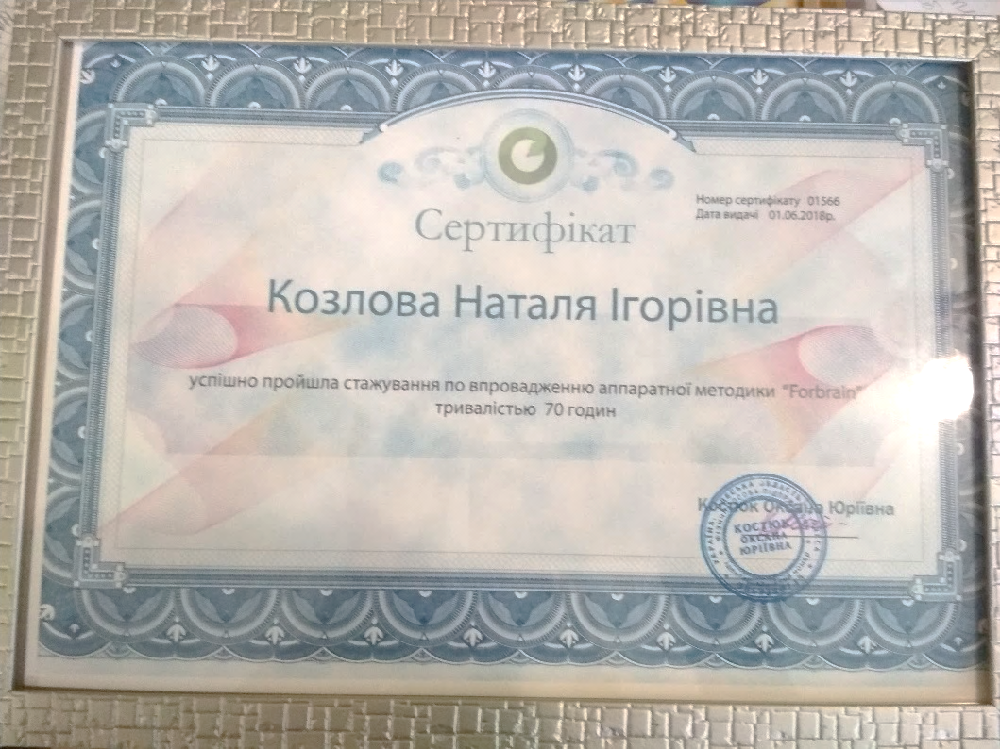 Номер сертифікату 01566
Дата видачі 01.06.2018р.
Сертифікат
Козлова Наталя Ігорівна
успішно пройшла стажування по впровадженню аппаратної методики "Forbrain"
тривалістю 70 годин
Костюк Оксана Юріївна
КОСТЮК
ОКСАНА
ЮРІЇВНА